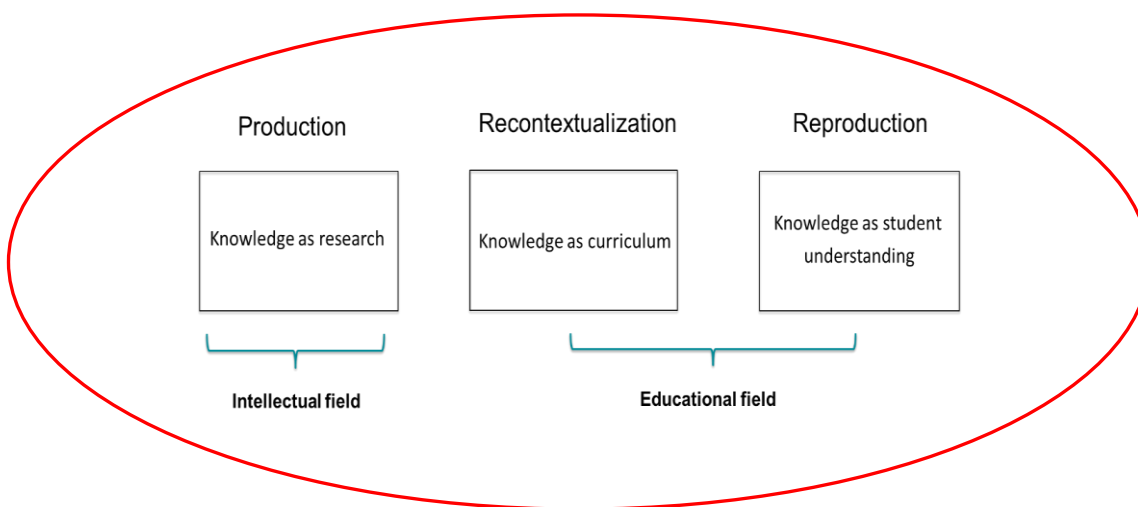 Production
Recontextualization
Reproduction
Knowledge as research
Knowledge as curriculum
Knowledge as student
understanding
Intellectual field
Educational field